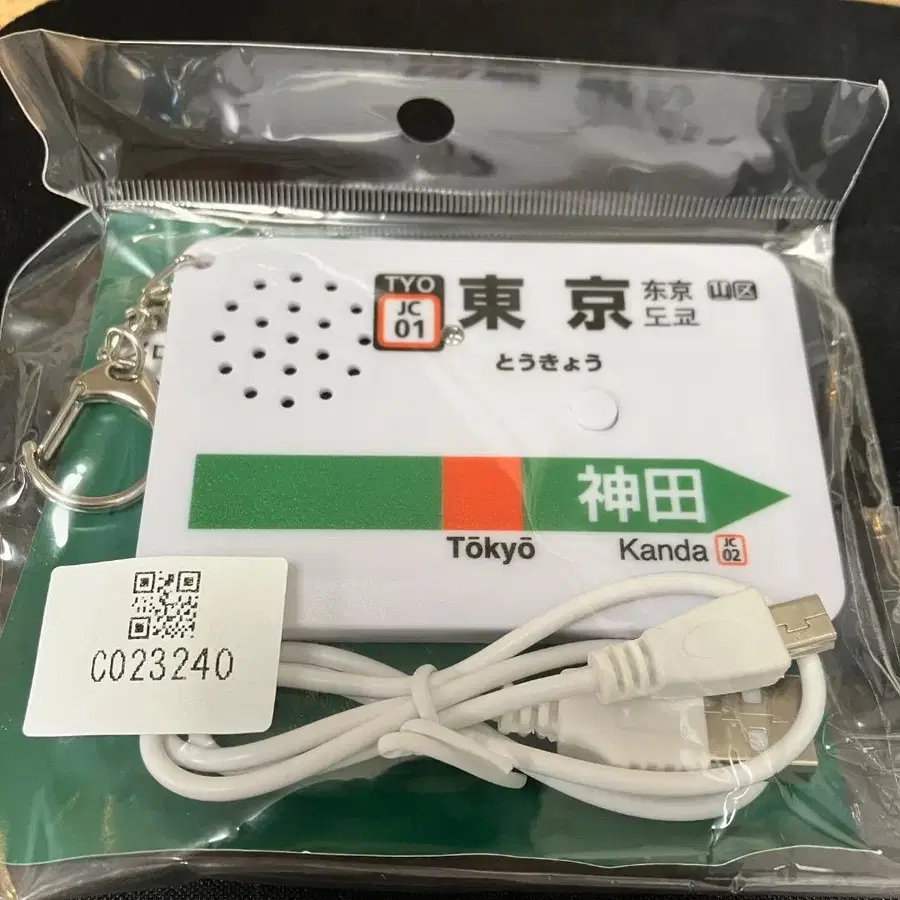 TYO
JC
01
東京
东京
도쿄
山 区
とうきょう
神田
Tōkyō
Kanda
JC
02
C023240